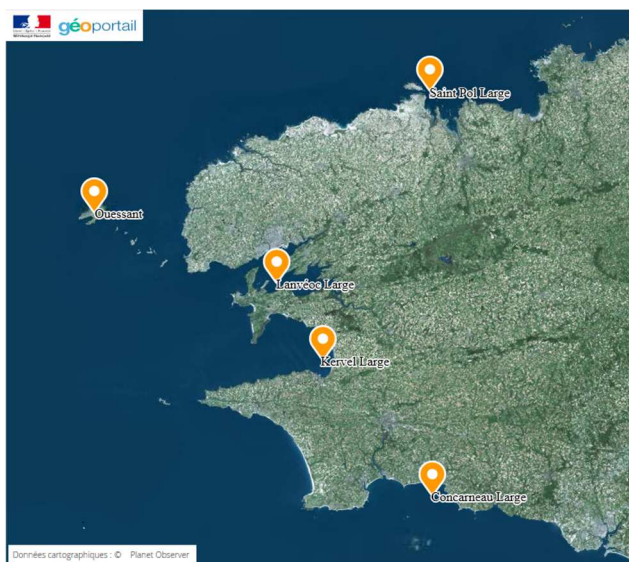 géoportail
Saint Pol Large
Ouessant
Lanvéoc Large
Kervel Large
Concarneau Large
Données cartographiques : © Planet Observer